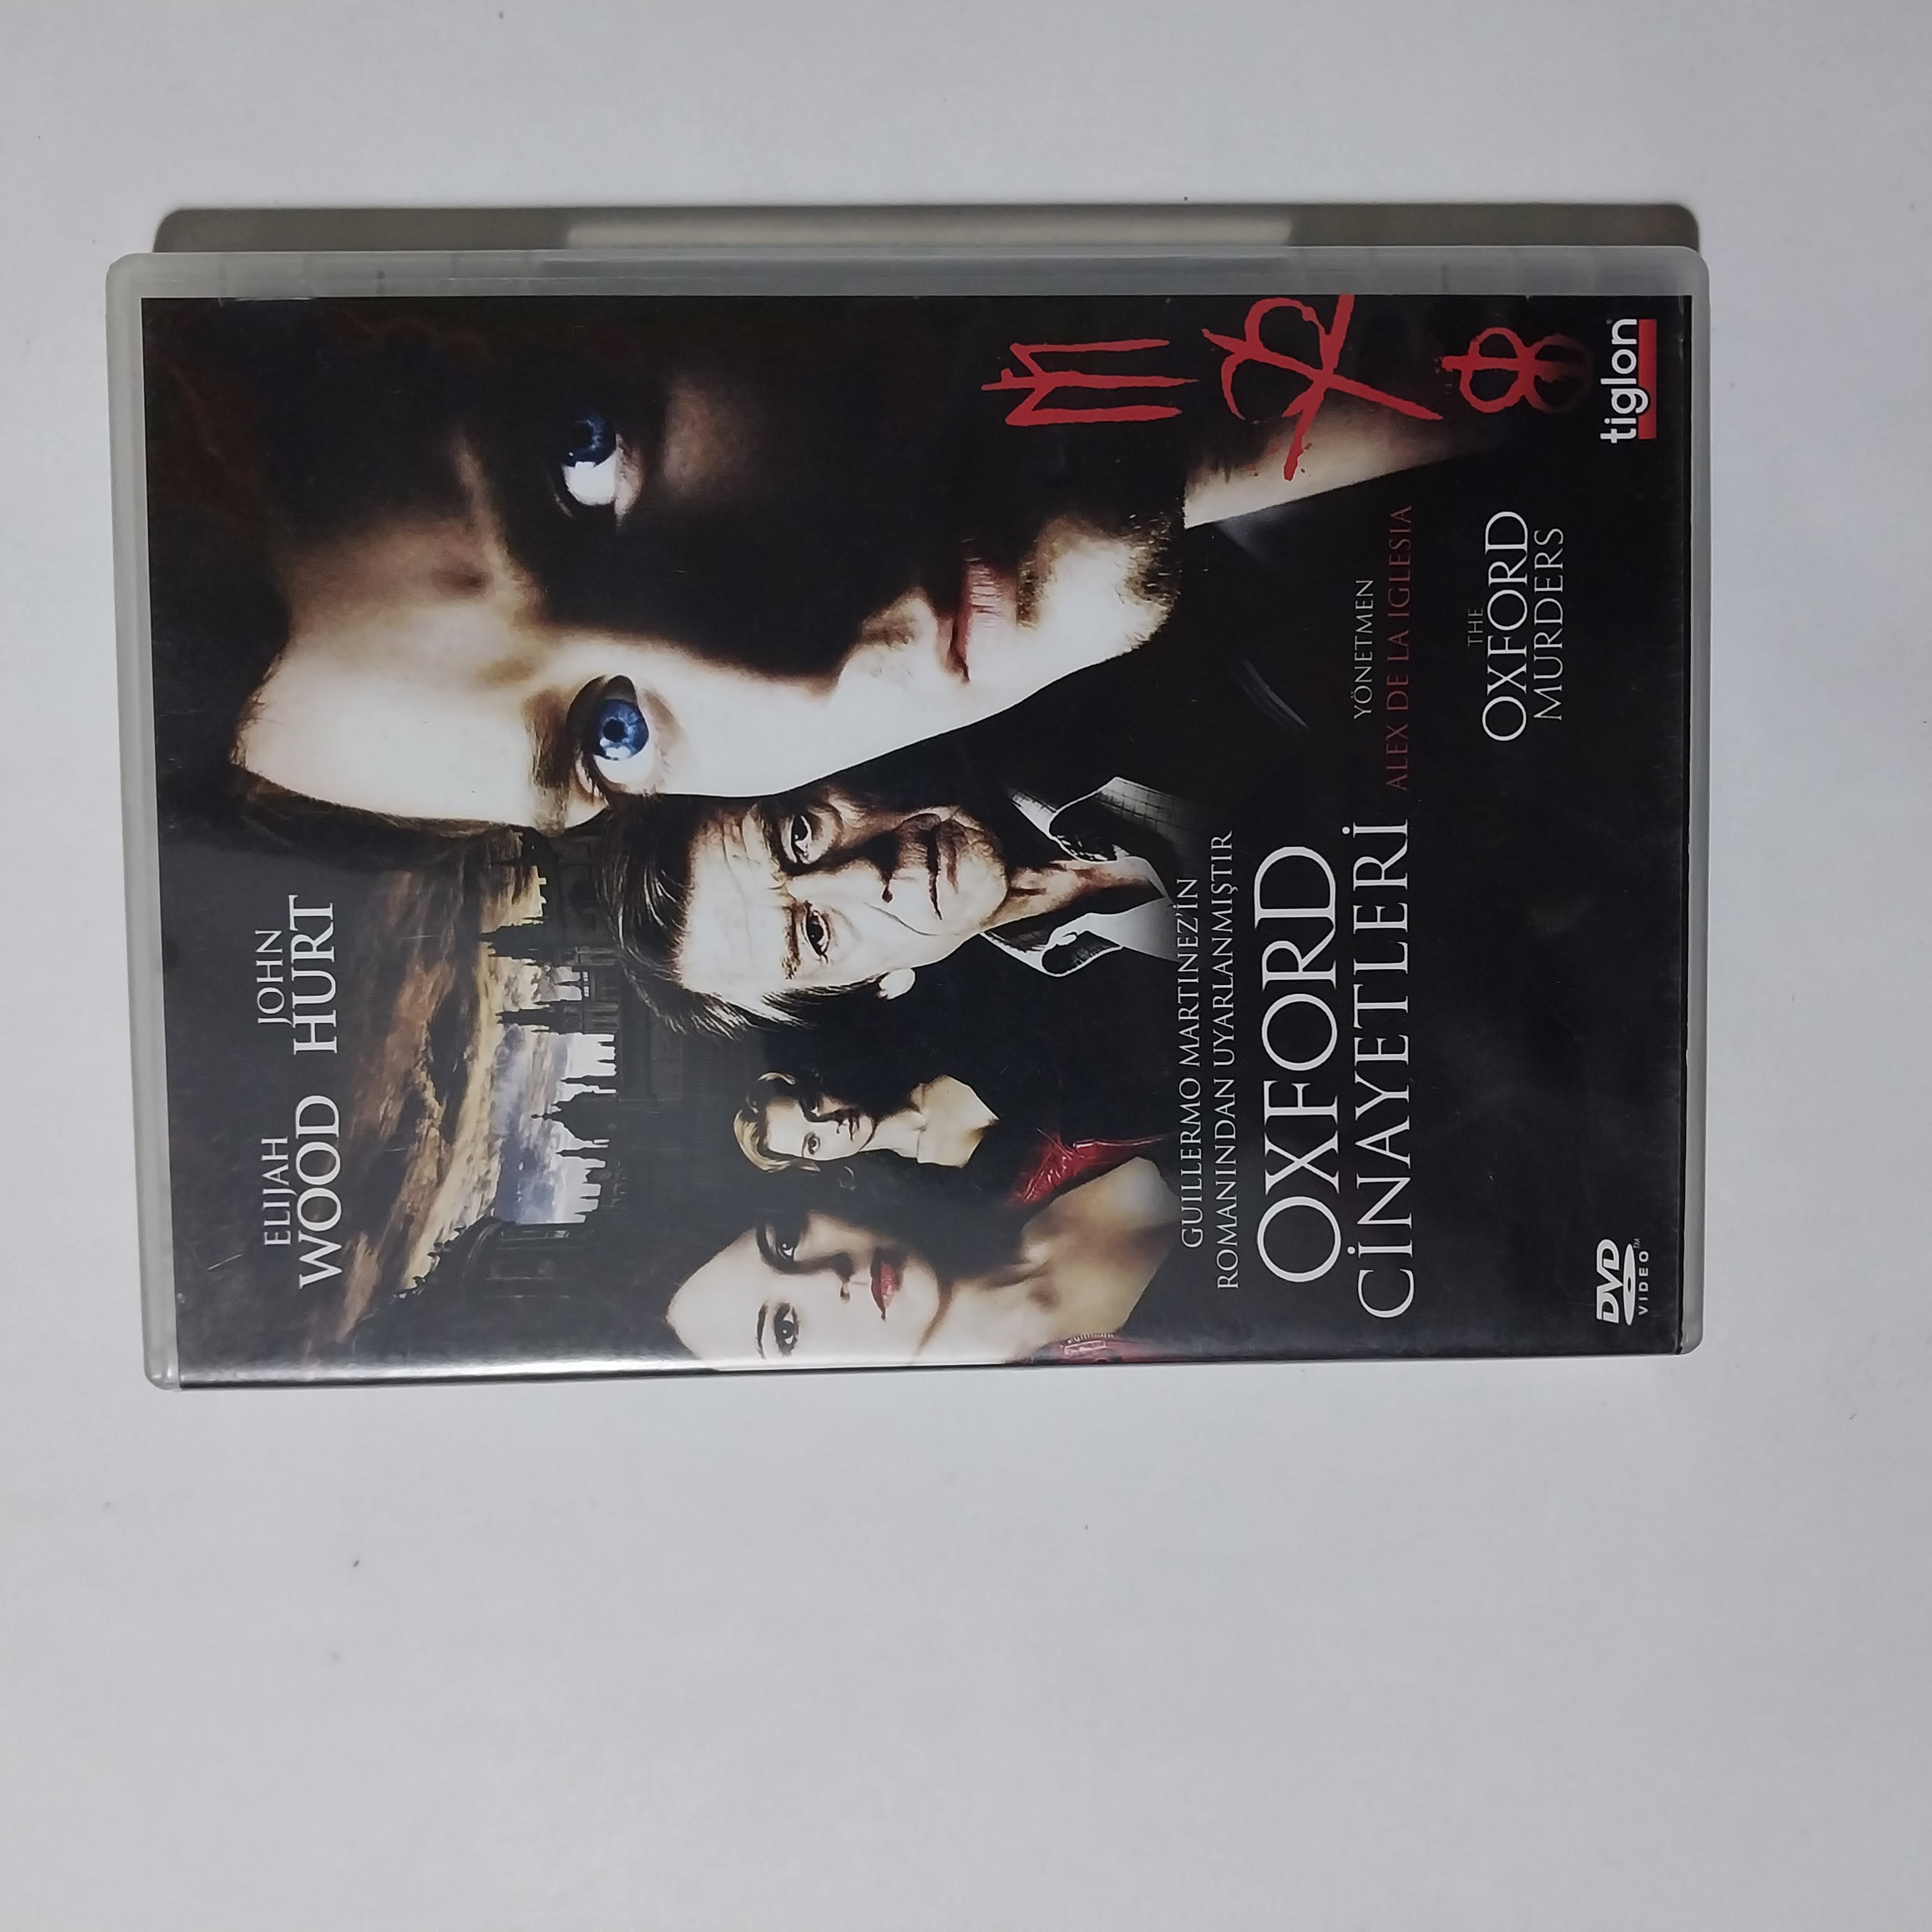 ELIJAH
WOOD
JOHN
HURT
GUILLERMO MARTINEZ'İN
ROMANINDAN UYARLANMIŞTIR
OXFORD
CİNAYETLERİ
YÖNETMEN
ALEX DE LA IGLESIA
THE
OXFORD
MURDERS
DVD
VIDEO™
tiglon